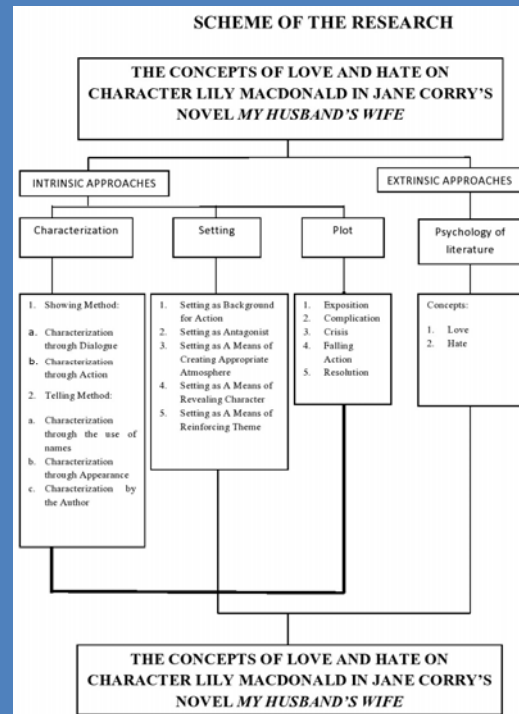 SCHEME OF THE RESEARCH
THE CONCEPTS OF LOVE AND HATE ON
CHARACTER LILY MACDONALD IN JANE CORRY'S
NOVEL MY HUSBAND'S WIFE
INTRINSIC APPROACHES
EXTRINSIC APPROACHES
Characterization
Setting
Plot
Psychology of
literature
1. Showing Method:
a. Characterization
through Dialogue
b. Characterization
through Action
2. Telling Method:
a. Characterization
through the use of
names
b. Characterization
through Appearance
c. Characterization by
the Author
1. Setting as Background
for Action
2. Setting as Antagonist
3. Setting as A Means of
Creating Appropriate
Atmosphere
4. Setting as A Means of
Revealing Character
5. Setting as A Means of
Reinforcing Theme
1. Exposition
2. Complication
3. Crisis
4. Falling
Action
5. Resolution
Concepts:
1. Love
2. Hate
THE CONCEPTS OF LOVE AND HATE ON
CHARACTER LILY MACDONALD IN JANE CORRY'S
NOVEL MY HUSBAND'S WIFE